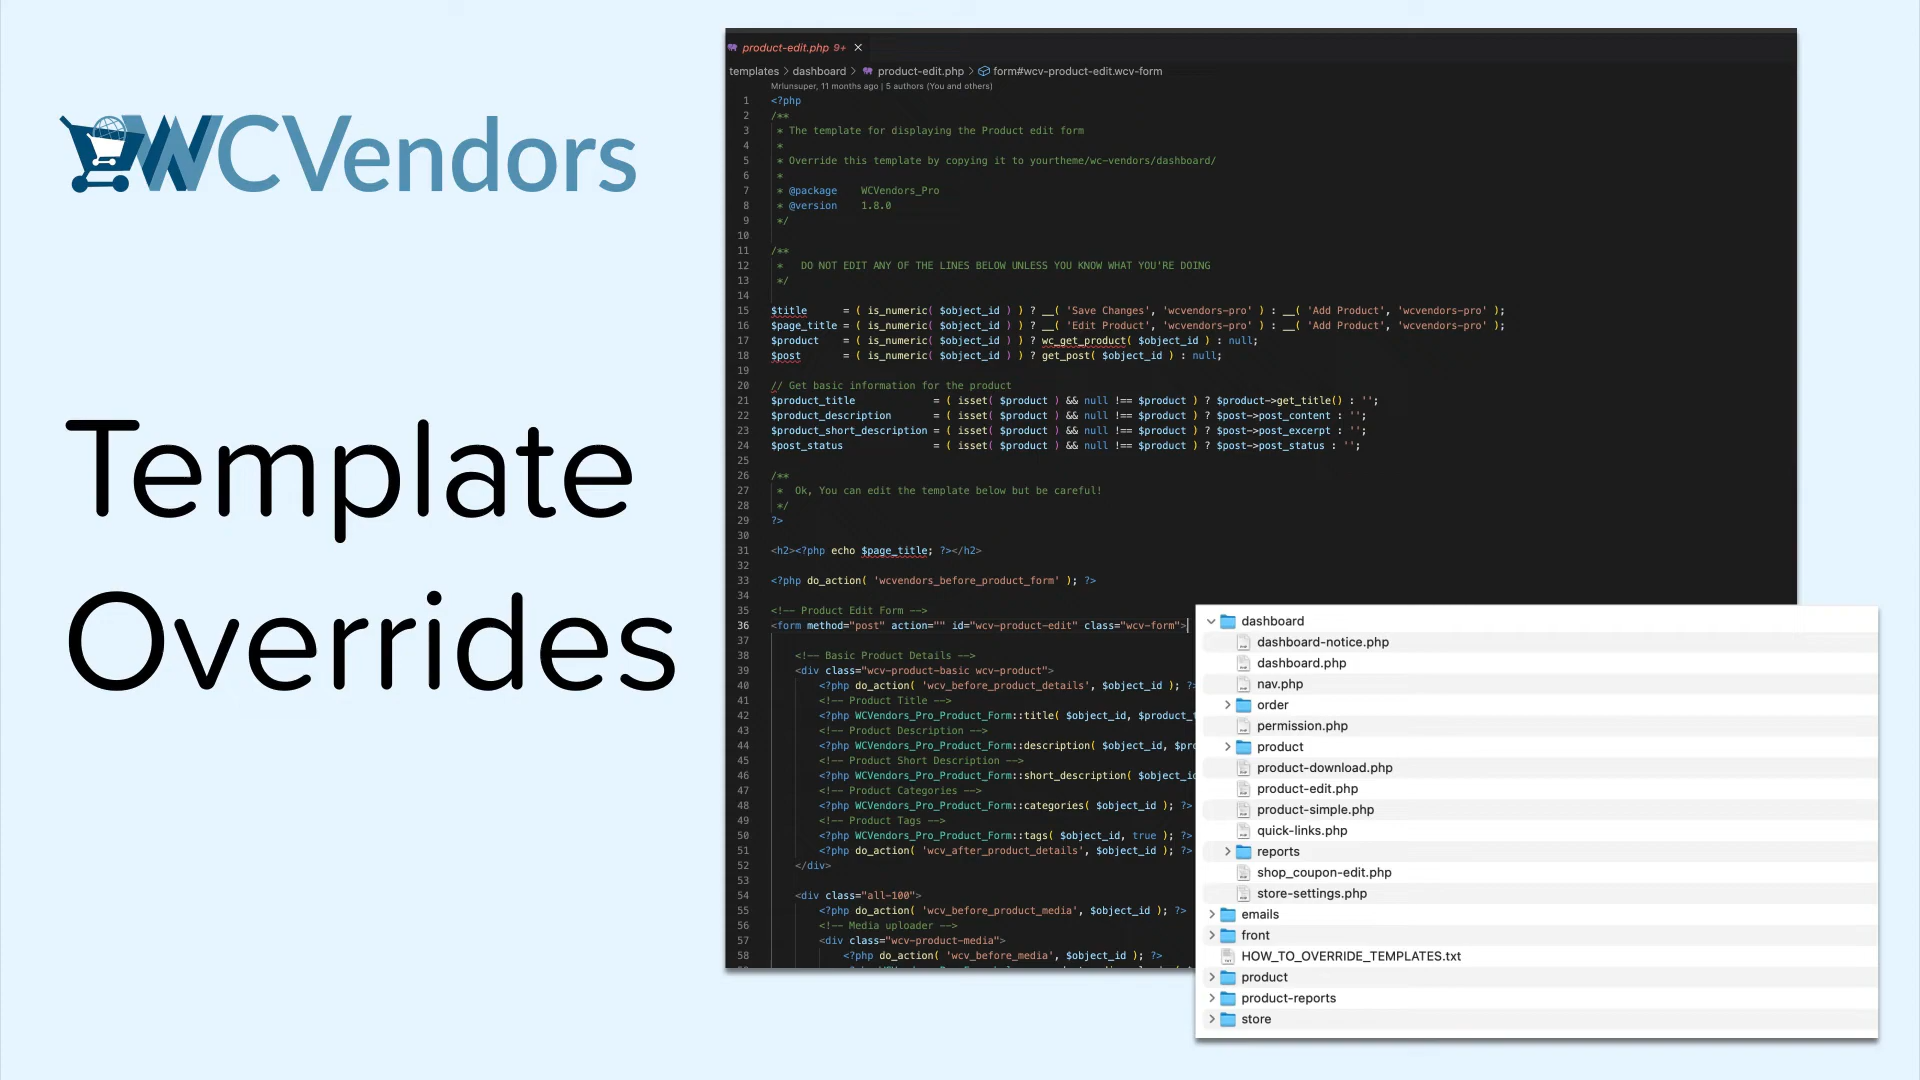 WCVendors
Template
Overrides
product-edit.php 9+ ×
templates > dashboard > product-edit.php > form#wcv-product-edit.wcv-form
Mrlunsuper, 11 months ago | 5 authors (You and others)
1 <?php
2 /**
3 * The template for displaying the Product edit form
4 *
5 * Override this template by copying it to yourtheme/wc-vendors/dashboard/
6 *
7 * @package WCVendors_Pro
8 * @version 1.8.0
9 */
10
11 /**
12 * DO NOT EDIT ANY OF THE LINES BELOW UNLESS YOU KNOW WHAT YOU'RE DOING
13 */
14
15 $title = ( is_numeric( $object_id ) ) ? __( 'Save Changes', 'wcvendors-pro' ) : __( 'Add Product', 'wcvendors-pro' );
16 $page_title = ( is_numeric( $object_id ) ) ? __( 'Edit Product', 'wcvendors-pro' ) : __( 'Add Product', 'wcvendors-pro' );
17 $product = ( is_numeric( $object_id ) ) ? wc_get_product( $object_id ) : null;
18 $post = ( is_numeric( $object_id ) ) ? get_post( $object_id ) : null;
19
20 // Get basic information for the product
21 $product_title = ( isset( $product ) && null !== $product ) ? $product->get_title() : '';
22 $product_description = ( isset( $product ) && null !== $product ) ? $post->post_content : '';
23 $product_short_description = ( isset( $product ) && null !== $product ) ? $post->post_excerpt : '';
24 $post_status = ( isset( $product ) && null !== $product ) ? $post->post_status : '';
25
26 /**
27 * Ok, You can edit the template below but be careful!
28 */
29 ?>
30
31 <h2><?php echo $page_title; ?></h2>
32
33 <?php do_action( 'wcvendors_before_product_form' ); ?>
34
35 <!-- Product Edit Form -->
36 <form method="post" action="" id="wcv-product-edit" class="wcv-form">
37
38 <!-- Basic Product Details -->
39 <div class="wcv-product-basic wcv-product">
40 <?php do_action( 'wcv_before_product_details', $object_id ); ?>
41 <!-- Product Title -->
42 <?php WCVendors_Pro_Product_Form::title( $object_id, $product_t
43 <!-- Product Description -->
44 <?php WCVendors_Pro_Product_Form::description( $object_id, $pro
45 <!-- Product Short Description -->
46 <?php WCVendors_Pro_Product_Form::short_description( $object_id
47 <!-- Product Categories -->
48 <?php WCVendors_Pro_Product_Form::categories( $object_id ); ?>
49 <!-- Product Tags -->
50 <?php WCVendors_Pro_Product_Form::tags( $object_id, true ); ?>
51 <?php do_action( 'wcv_after_product_details', $object_id ); ?>
52 </div>
53
54 <div class="all-100">
55 <?php do_action( 'wcv_before_product_media', $object_id ); ?>
56 <!-- Media uploader -->
57 <div class="wcv-product-media">
58 <?php do_action( 'wcv_before_media', $object_id ); ?>
dashboard
dashboard-notice.php
dashboard.php
nav.php
order
permission.php
product
product-download.php
product-edit.php
product-simple.php
quick-links.php
reports
shop_coupon-edit.php
store-settings.php
emails
front
HOW_TO_OVERRIDE_TEMPLATES.txt
product
product-reports
store